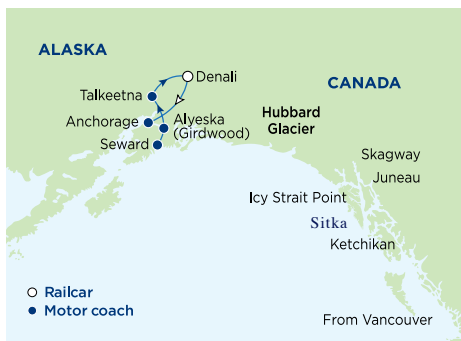 ALASKA
Denali
CANADA
Talkeetna
Hubbard
Glacier
Anchorage
Alyeska
(Girdwood)
Seward
Skagway
Juneau
Icy Strait Point
Sitka
Ketchikan
Railcar
Motor coach
From Vancouver